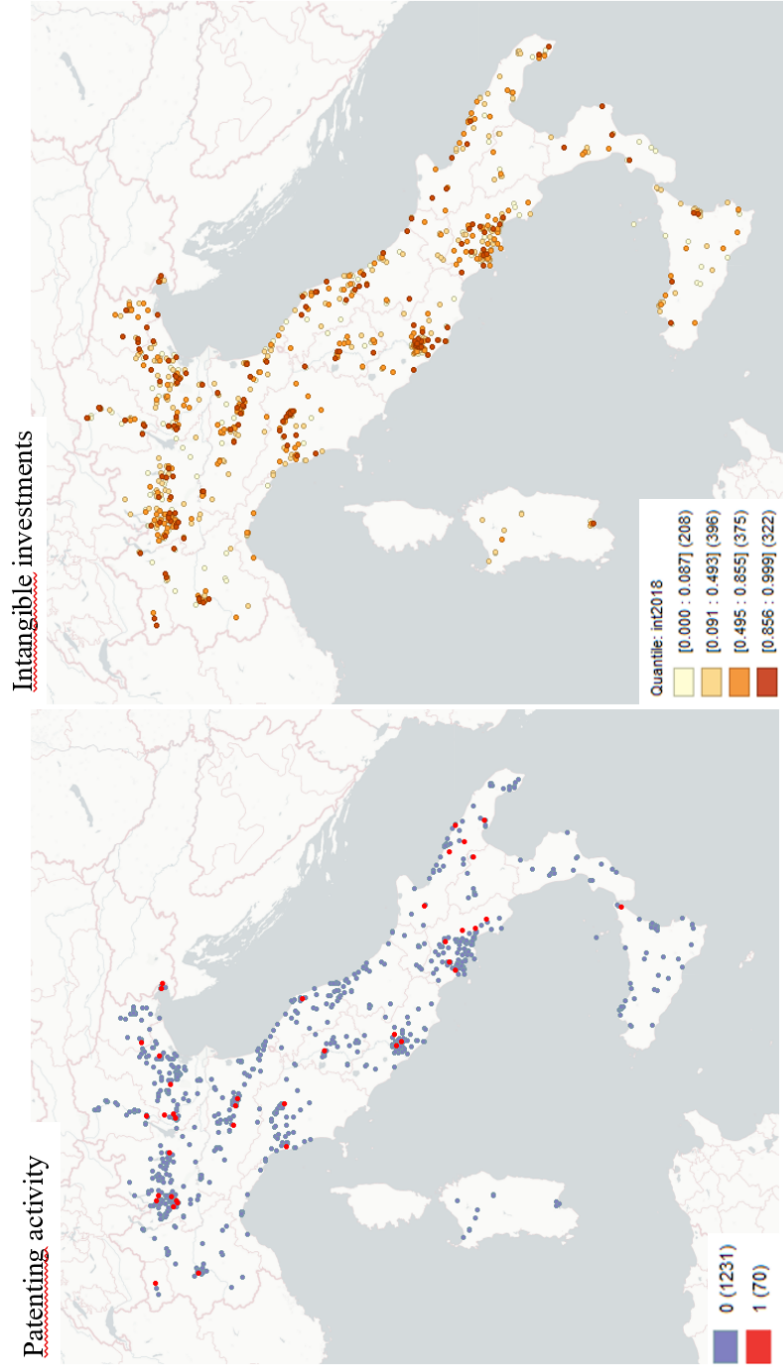 Patenting activity
0 (1231)
1 (70)
Intangible investments
Quantile: int2018
[0.000 : 0.087] (208)
[0.091 : 0.493] (396)
[0.495 : 0.855] (375)
[0.856 : 0.999] (322)